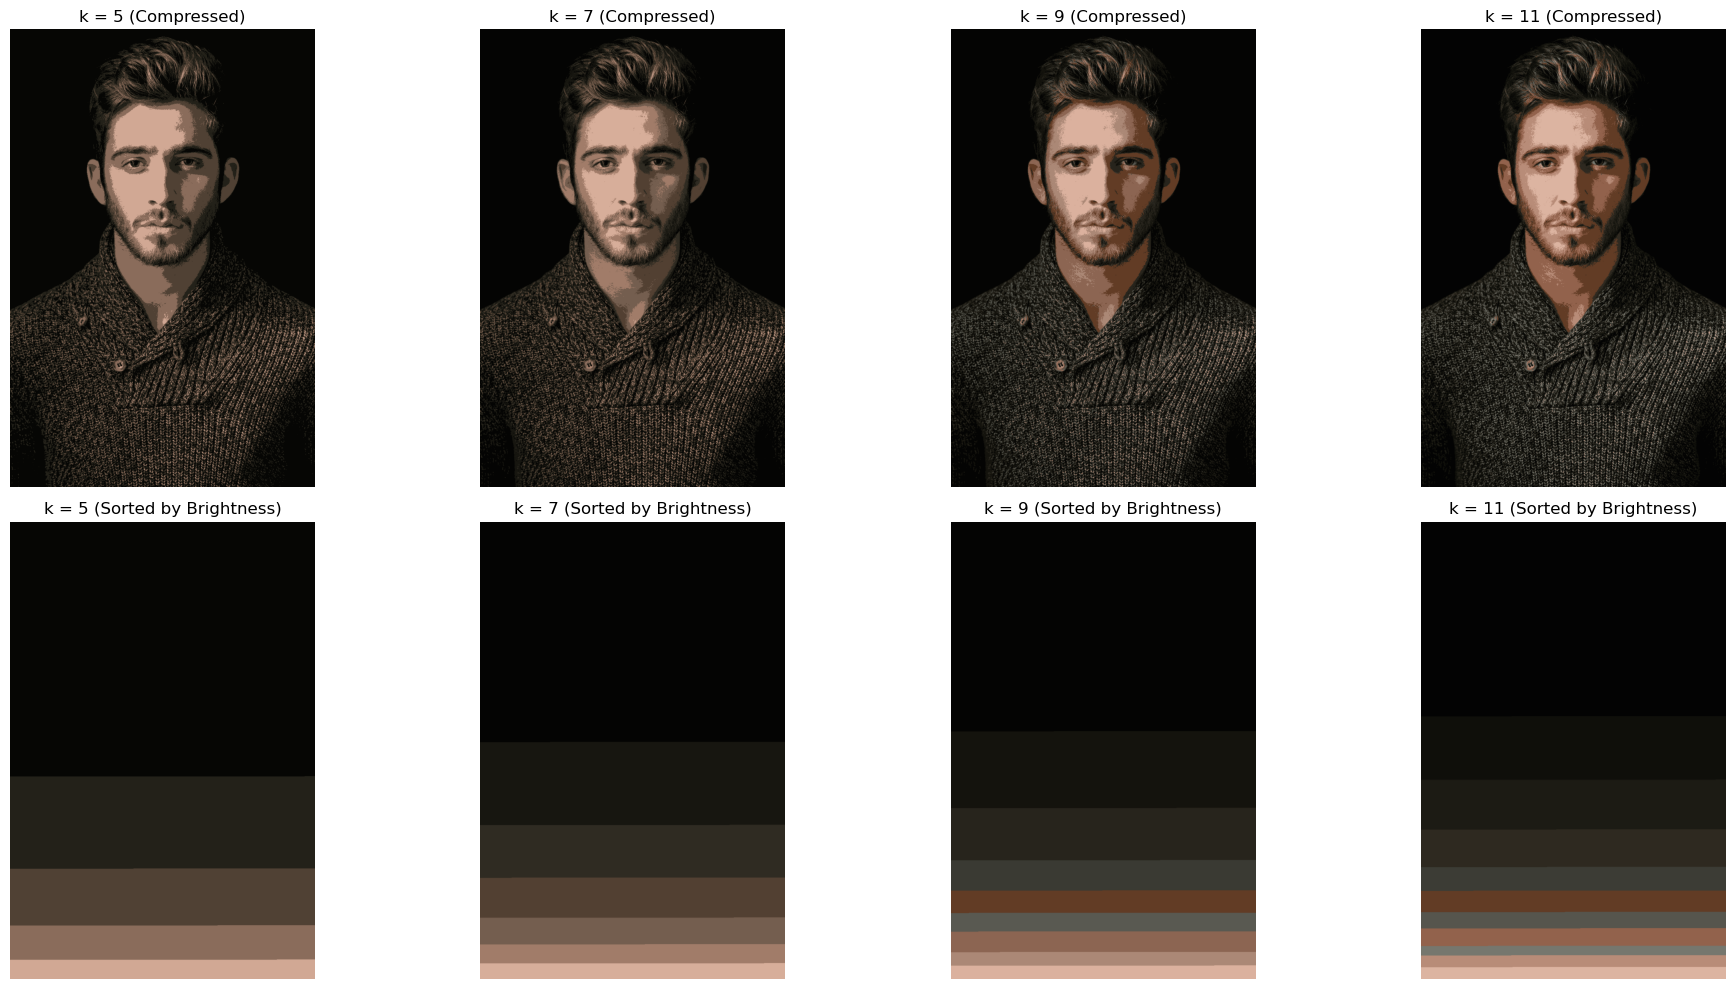 k = 5 (Compressed)
k = 7 (Compressed)
k = 9 (Compressed)
k = 11 (Compressed)
k = 5 (Sorted by Brightness)
k = 7 (Sorted by Brightness)
k = 9 (Sorted by Brightness)
k = 11 (Sorted by Brightness)